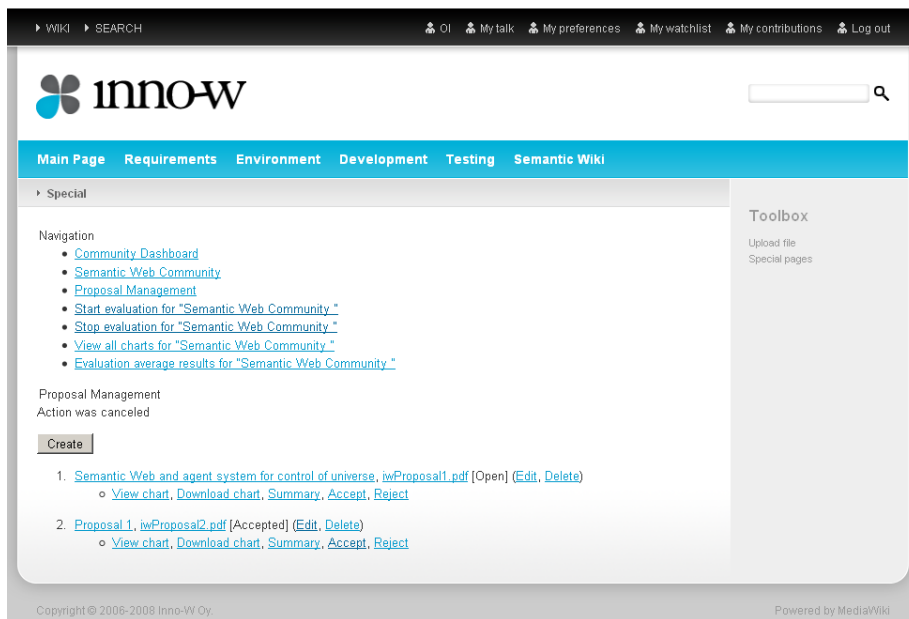 WIKI SEARCH OI My talk My preferences My watchlist My contributions Log out
inno-w
Main Page Requirements Environment Development Testing Semantic Wiki
Special
Toolbox
Upload file
Special pages
Navigation
Community Dashboard
Semantic Web Community
Proposal Management
Start evaluation for "Semantic Web Community "
Stop evaluation for "Semantic Web Community "
View all charts for "Semantic Web Community "
Evaluation average results for "Semantic Web Community "
Proposal Management
Action was canceled
Create
1. Semantic Web and agent system for control of universe, iwProposal1.pdf [Open] (Edit, Delete)
View chart, Download chart, Summary, Accept, Reject
2. Proposal 1, iwProposal2.pdf [Accepted] (Edit, Delete)
View chart, Download chart, Summary, Accept, Reject
Copyright © 2006-2008 Inno-W Oy. Powered by MediaWiki